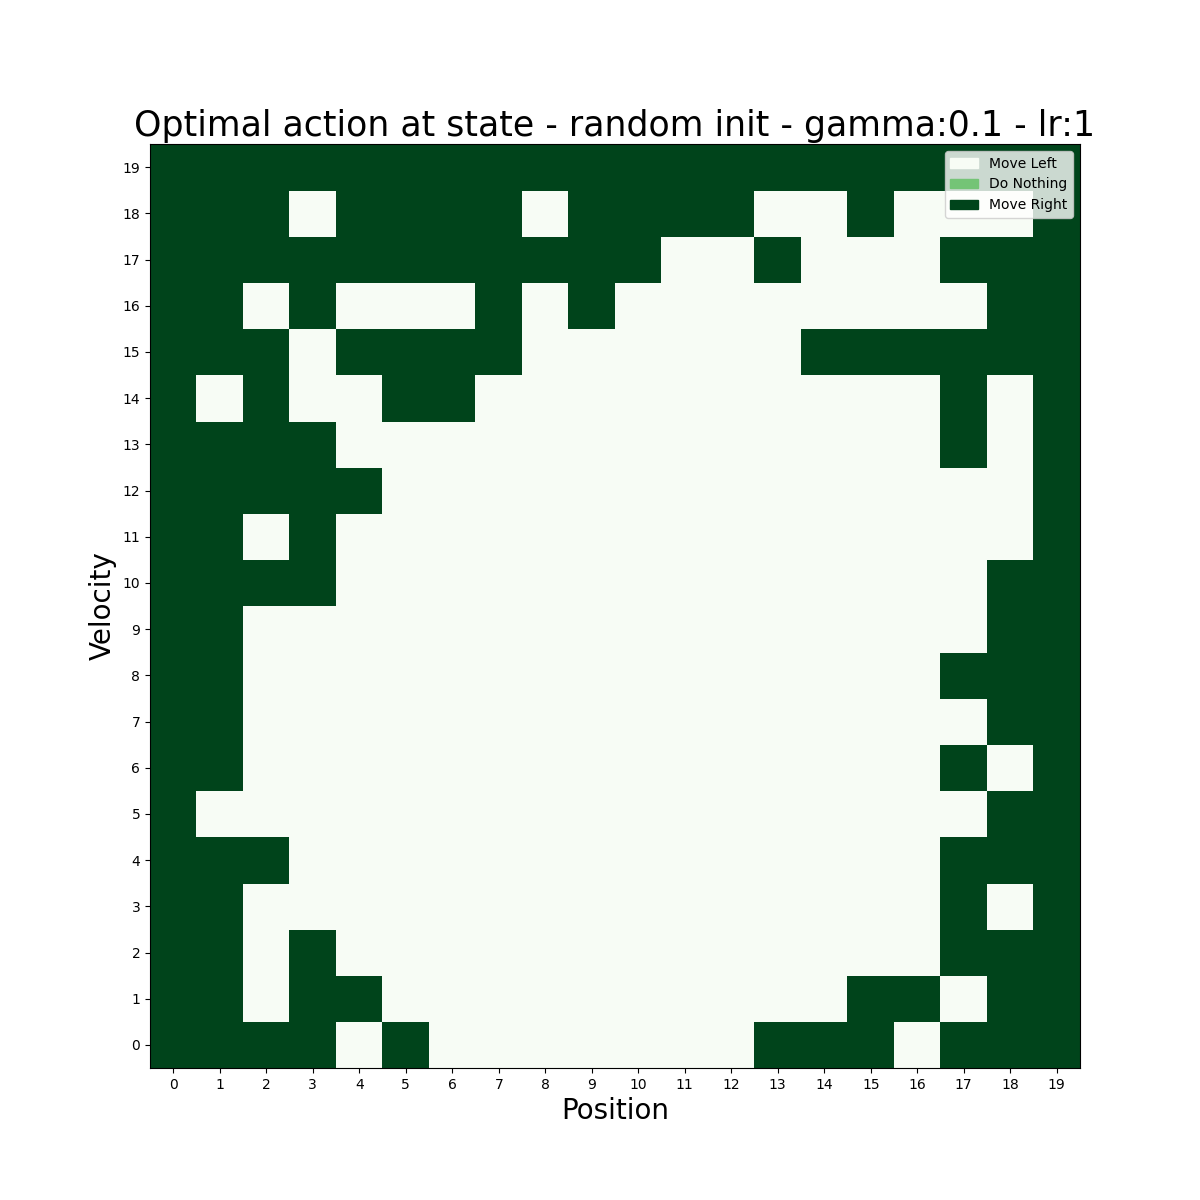 Optimal action at state - random init - gamma:0.1 - lr:1
Move Left
Do Nothing
Move Right
19
18
17
16
15
14
13
12
11
10
9
8
7
6
5
4
3
2
1
0
Velocity
0 1 2 3 4 5 6 7 8 9 10 11 12 13 14 15 16 17 18 19
Position